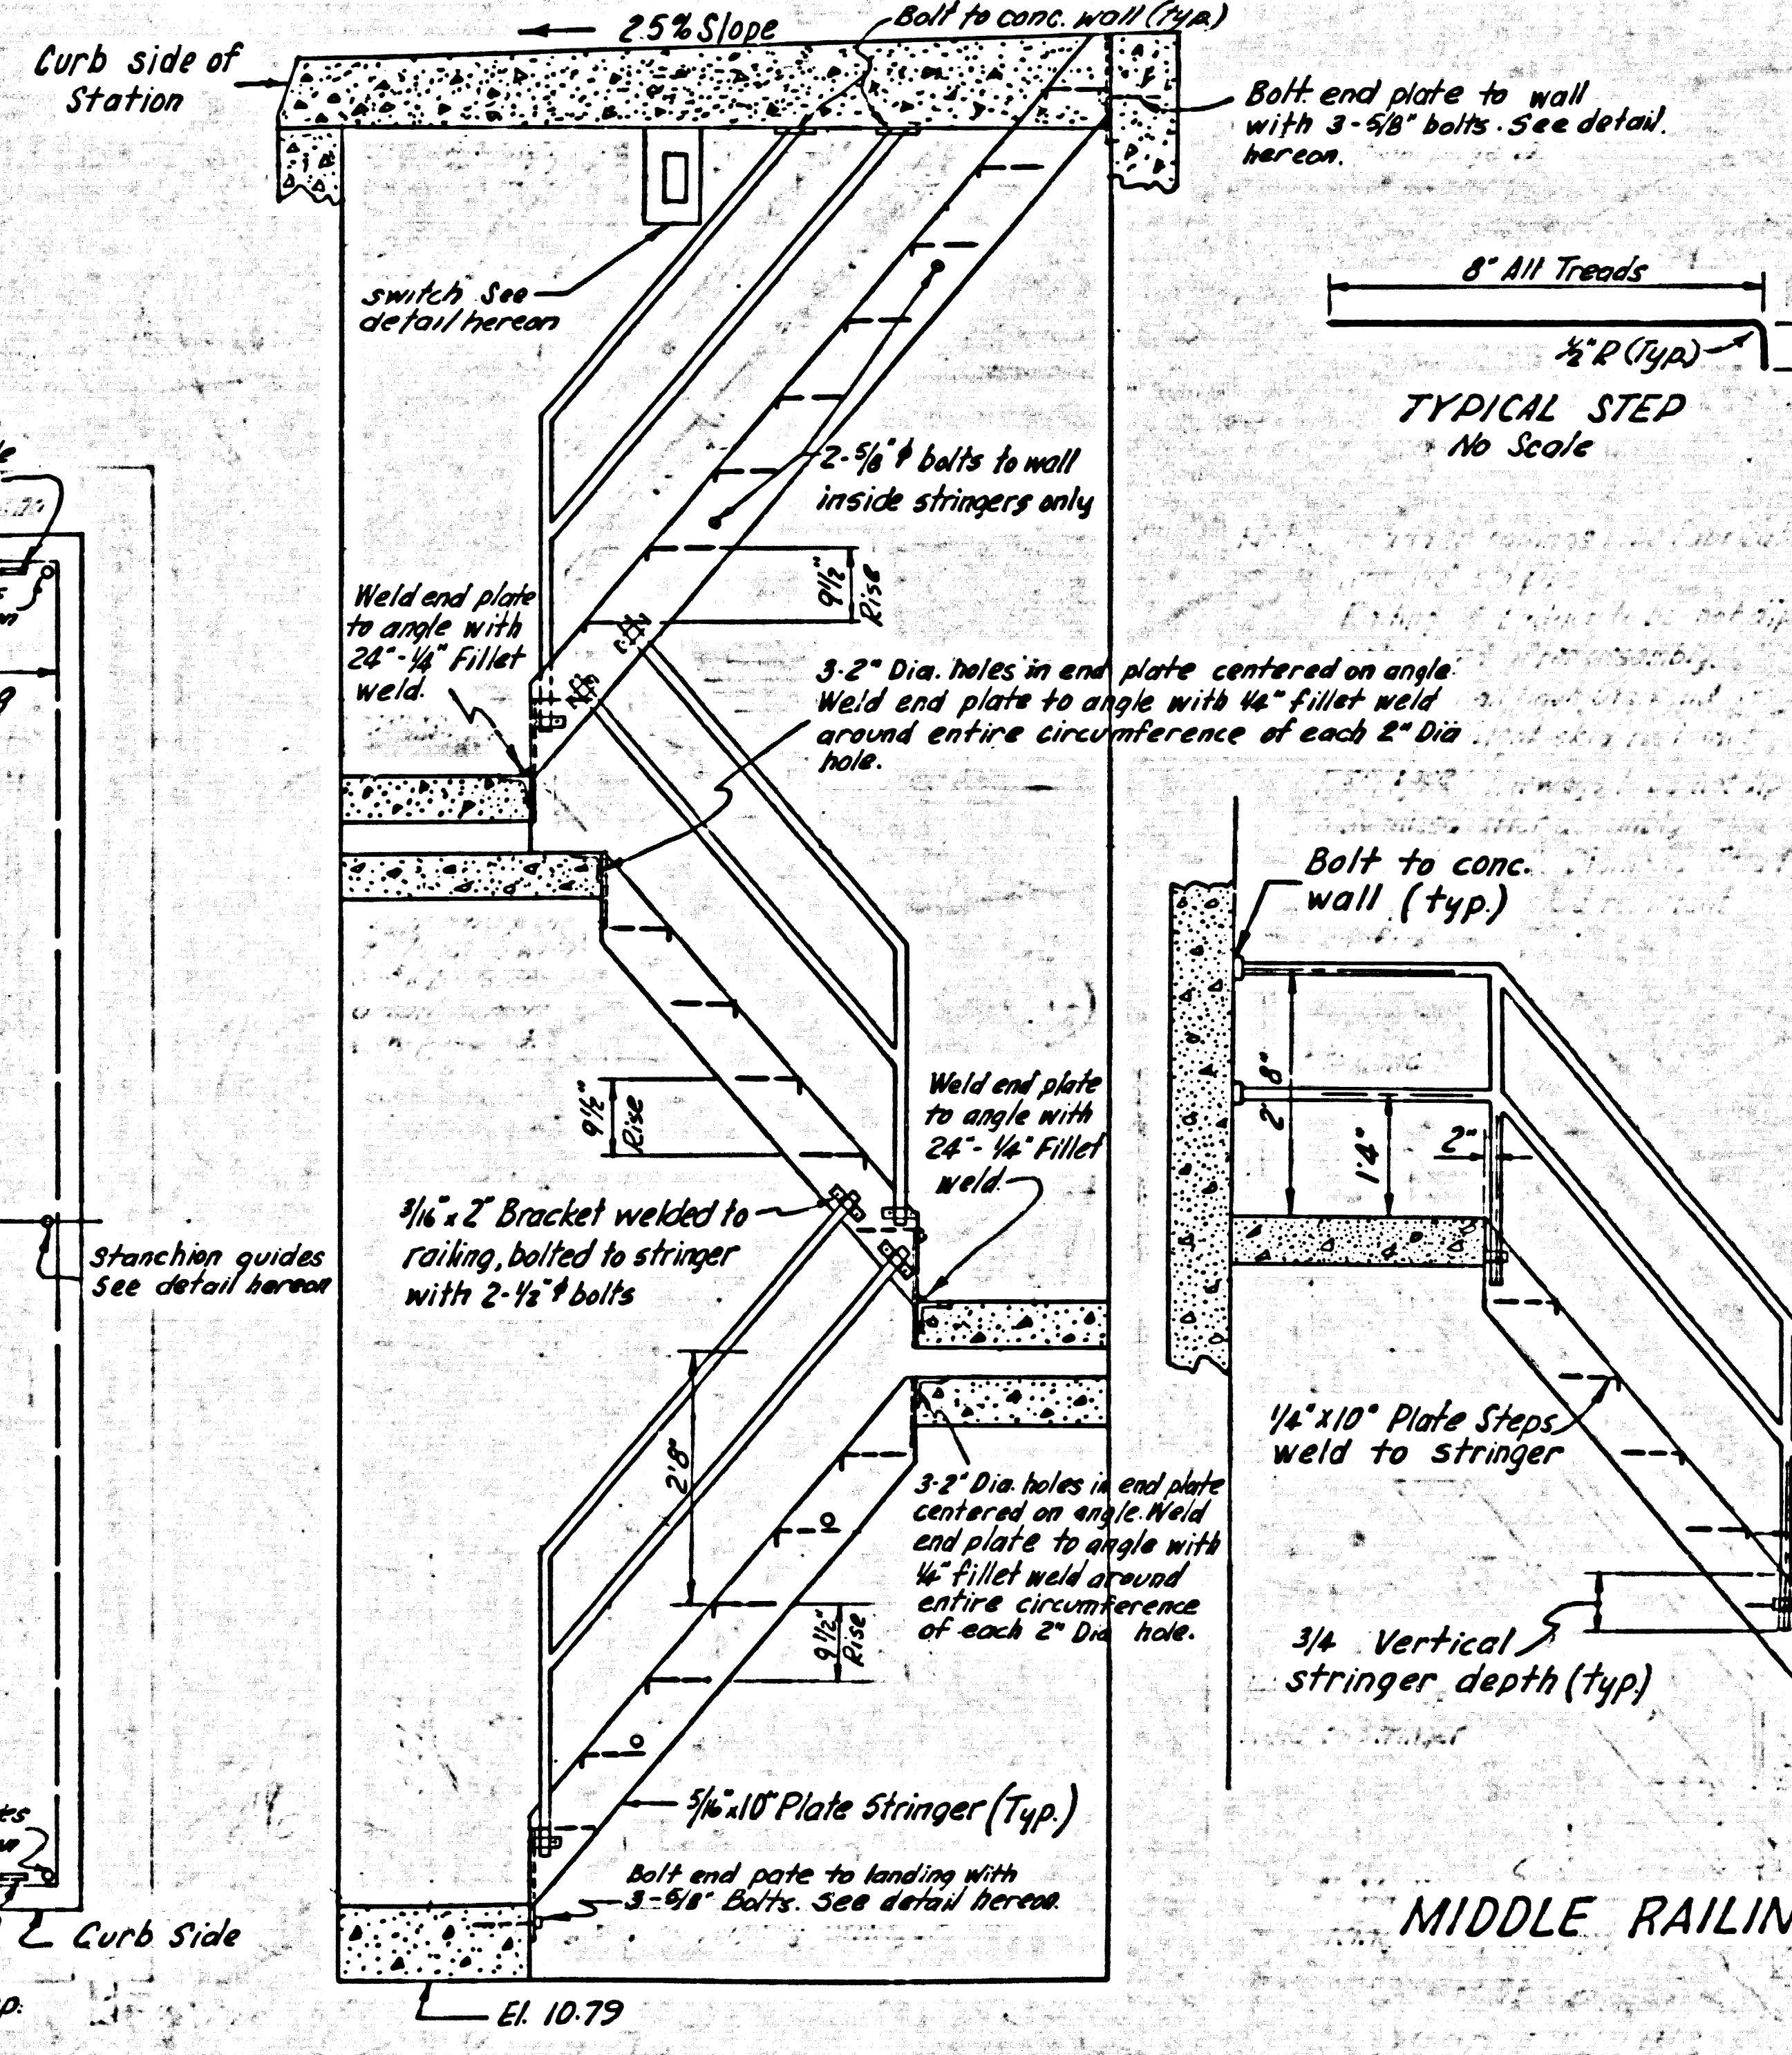 2.5% Slope
Bolt to conc. wall (typ.)
Curb side of
Station
Bolt end plate to wall
with 3-5/8" bolts. See detail.
hereon.
switch See
detail hereon
8" All Treads
1/2" R (Typ.)
TYPICAL STEP
No Scale
2-5/8" φ bolts to wall
inside stringers only
9 1/2"
Rise
Weld end plate
to angle with
24"-1/4" Fillet
weld.
3-2" Dia. holes in end plate centered on angle.
Weld end plate to angle with 1/4" fillet weld
around entire circumference of each 2" Dia
hole.
Bolt to conc.
wall (typ.)
9 1/2"
Rise
Weld end plate
to angle with
24"-1/4" Fillet
weld.
2'8"
1'4"
2"
3/16" x 2" Bracket welded to
railing, bolted to stringer
with 2-1/2" φ bolts
Stanchion guides
See detail hereon
2'8"
1/4" x 10" Plate Steps
weld to stringer
3-2" Dia. holes in end plate
centered on angle. Weld
end plate to angle with
1/4" fillet weld around
entire circumference
of each 2" Dia hole.
9 1/2"
Rise
3/4 Vertical
stringer depth (typ.)
5/16" x 10" Plate Stringer (Typ.)
Bolt end pate to landing with
3-5/8" Bolts. See detail hereon.
MIDDLE RAILIN
Curb Side
El. 10.79